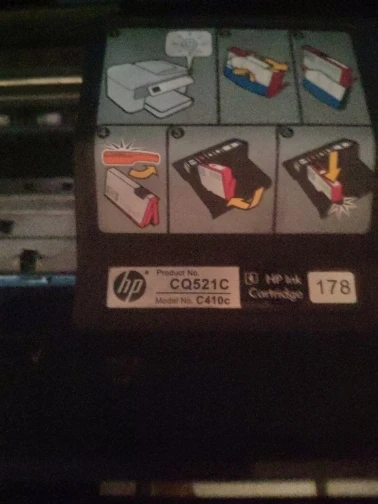 hp
Product No.
CQ521C
Model No. C410c
HP Ink
Cartridge
178